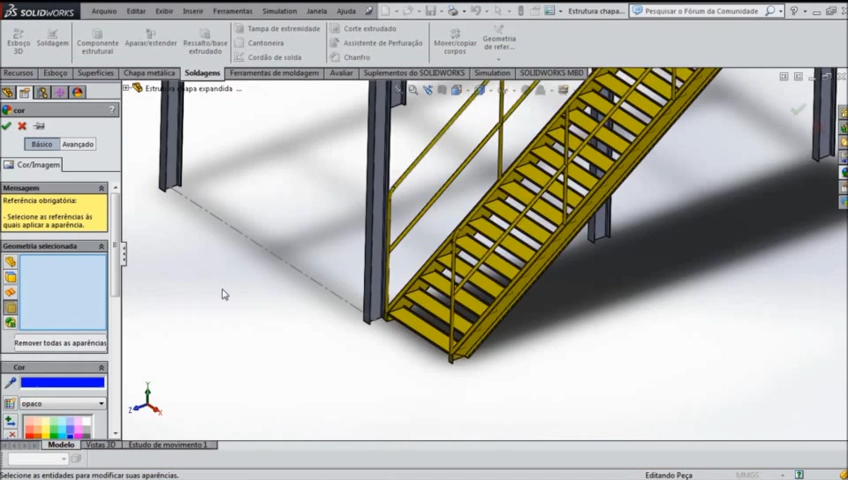 SOLIDWORKS Arquivo Editar Exibir Inserir Ferramentas Simulation Janela Ajuda Estrutura chapa... Pesquisar o Fórum da Comunidade
Esboço 3D
Soldagem
Componente estrutural
Aparar/estender
Ressalto/base extrudado
Tampa de extremidade
Cantoneira
Cordão de solda
Corte extrudado
Assistente de Perfuração
Chanfro
Mover/copiar corpos
Geometria de refer...
Recursos Esboço Superfícies Chapa metálica Soldagens Ferramentas de moldagem Avaliar Suplementos do SOLIDWORKS Simulation SOLIDWORKS MBD
Estrutura chapa expandida ...
cor
Básico Avançado
Cor/Imagem
Mensagem
Referência obrigatória:
- Selecione as referências às
quais aplicar a aparência.
Geometria selecionada
Remover todas as aparências
Cor
opaco
Y
Z X
Modelo Vistas 3D Estudo de movimento 1
Selecione as entidades para modificar suas aparências. Editando Peça MMGS